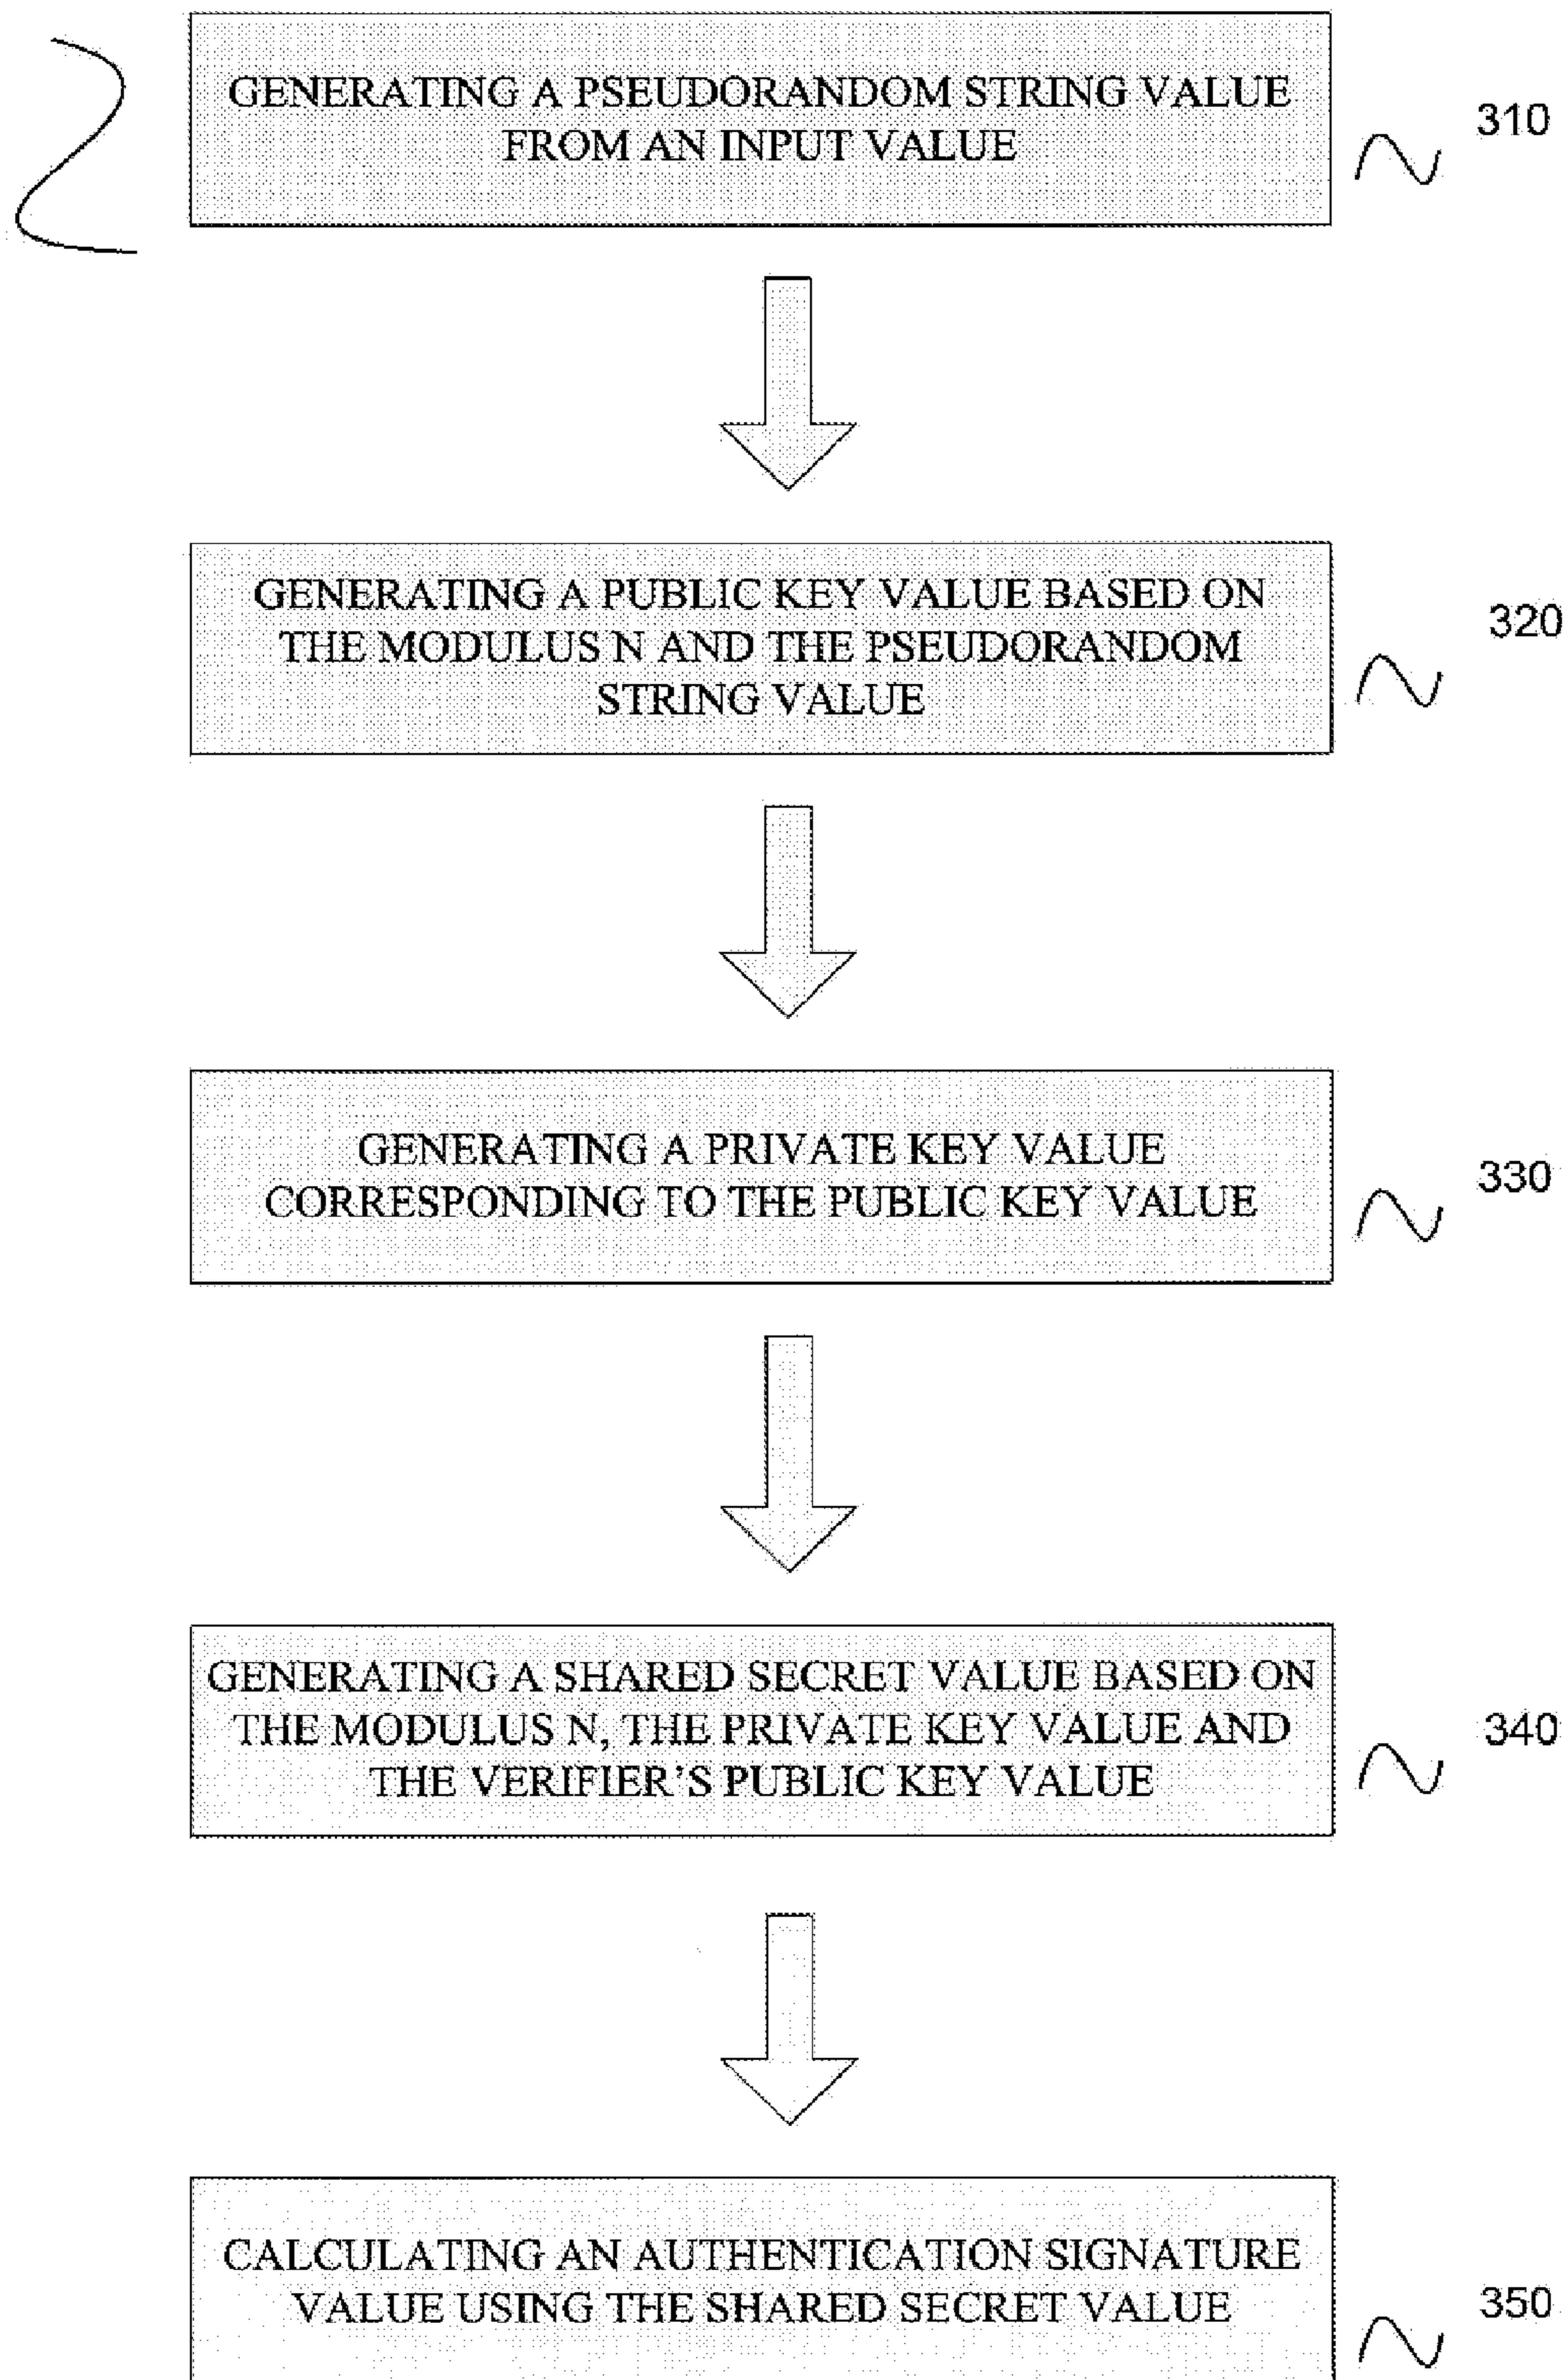 GENERATING A PSEUDORANDOM STRING VALUE
FROM AN INPUT VALUE
310
GENERATING A PUBLIC KEY VALUE BASED ON
THE MODULUS N AND THE PSEUDORANDOM
STRING VALUE
320
GENERATING A PRIVATE KEY VALUE
CORRESPONDING TO THE PUBLIC KEY VALUE
330
GENERATING A SHARED SECRET VALUE BASED ON
THE MODULUS N, THE PRIVATE KEY VALUE AND
THE VERIFIER'S PUBLIC KEY VALUE
340
CALCULATING AN AUTHENTICATION SIGNATURE
VALUE USING THE SHARED SECRET VALUE
350